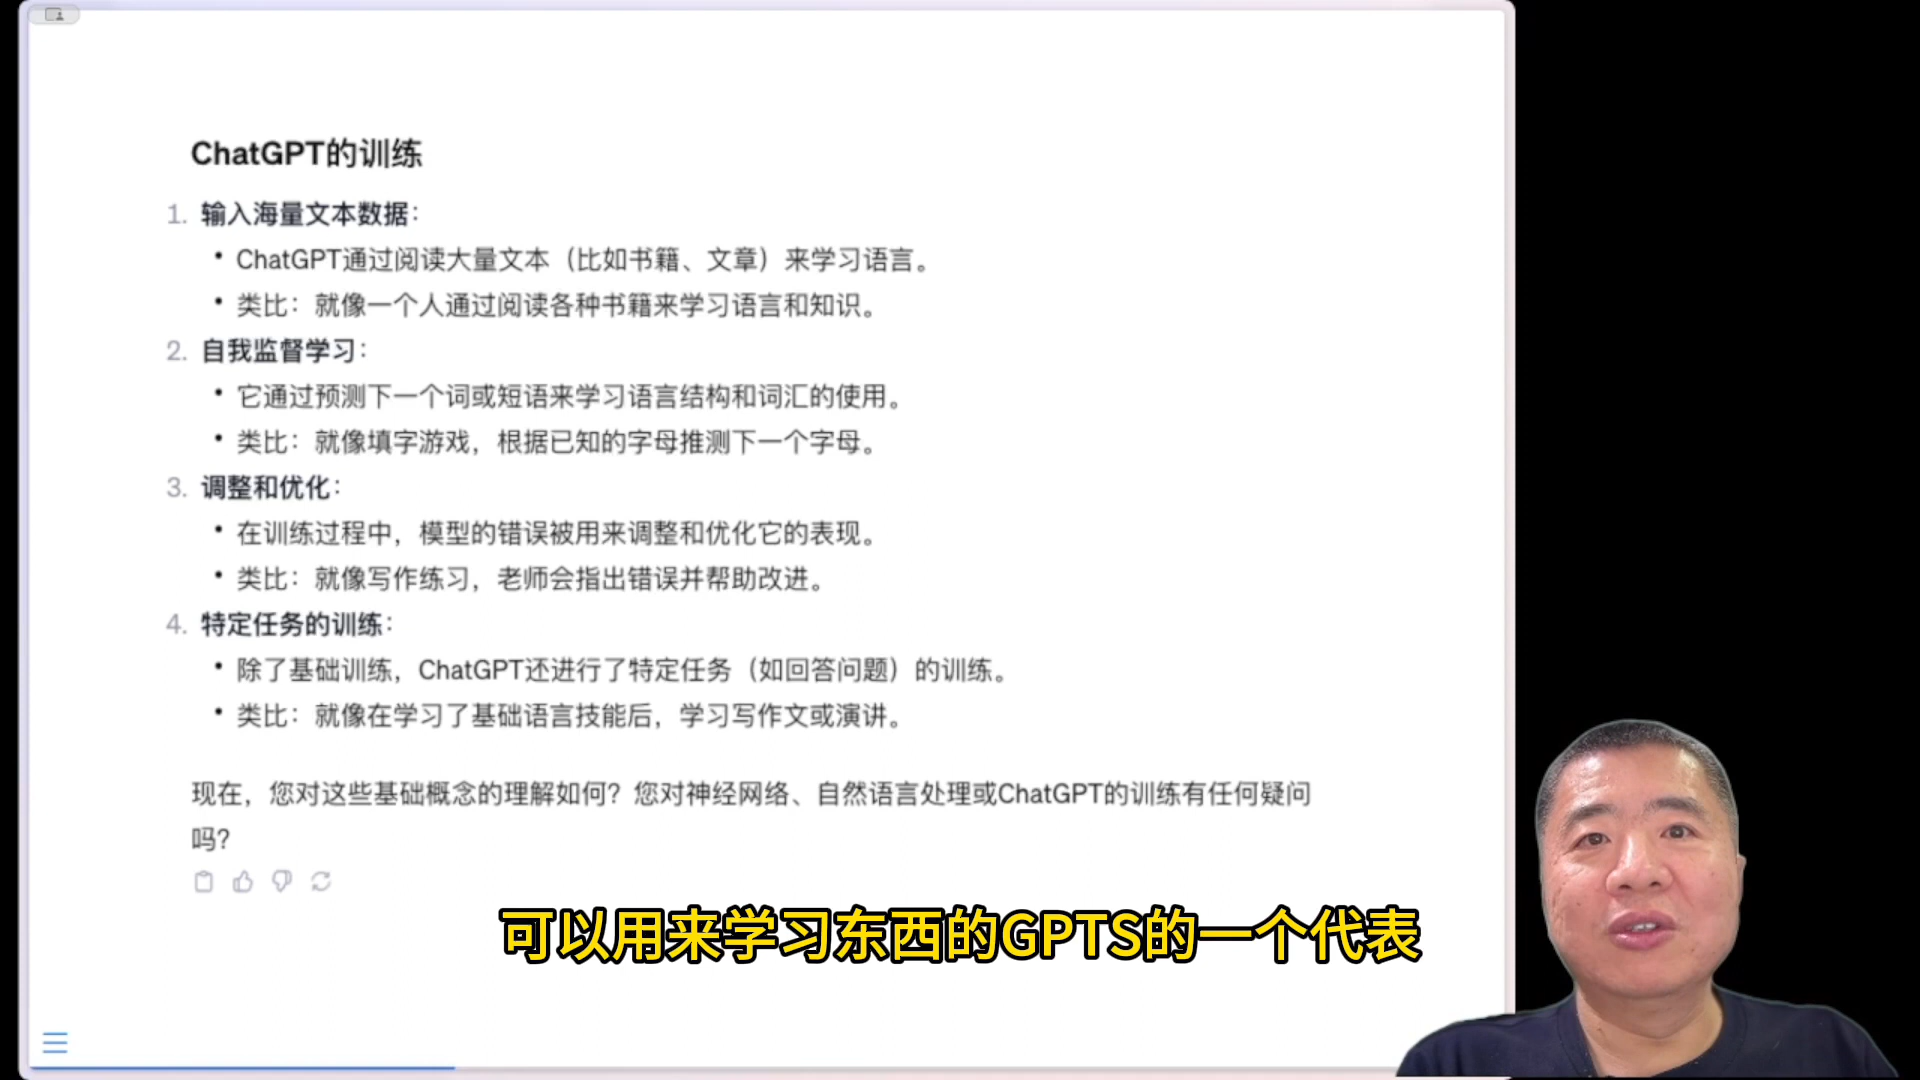 ChatGPT的训练
1. 输入海量文本数据：
• ChatGPT通过阅读大量文本（比如书籍、文章）来学习语言。
• 类比：就像一个人通过阅读各种书籍来学习语言和知识。
2. 自我监督学习：
• 它通过预测下一个词或短语来学习语言结构和词汇的使用。
• 类比：就像填字游戏，根据已知的字母推测下一个字母。
3. 调整和优化：
• 在训练过程中，模型的错误被用来调整和优化它的表现。
• 类比：就像写作练习，老师会指出错误并帮助改进。
4. 特定任务的训练：
• 除了基础训练，ChatGPT还进行了特定任务（如回答问题）的训练。
• 类比：就像在学习了基础语言技能后，学习写作文或演讲。
现在，您对这些基础概念的理解如何？您对神经网络、自然语言处理或ChatGPT的训练有任何疑问
吗？
可以用来学习东西的GPTS的一个代表